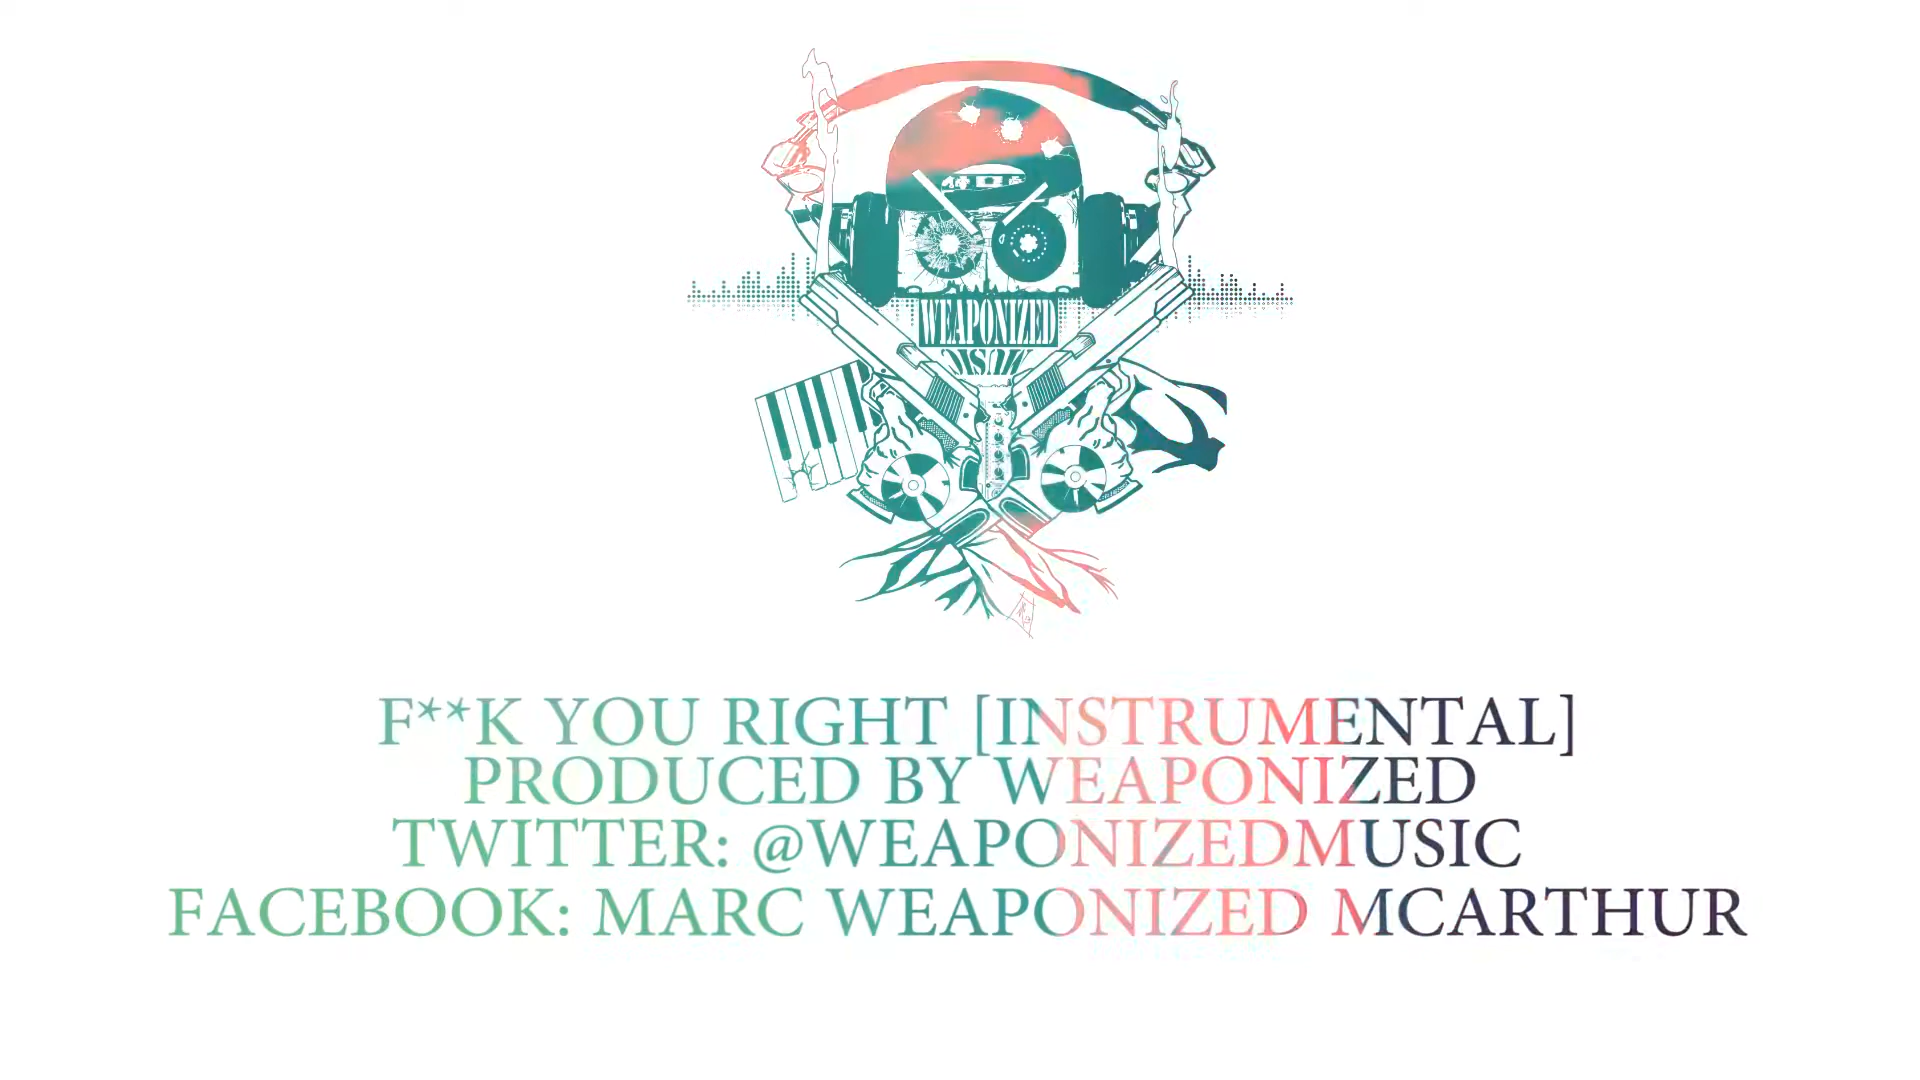 WEAPONIZED
MUSIC
F**K YOU RIGHT [INSTRUMENTAL]
PRODUCED BY WEAPONIZED
TWITTER: @WEAPONIZEDMUSIC
FACEBOOK: MARC WEAPONIZED MCARTHUR